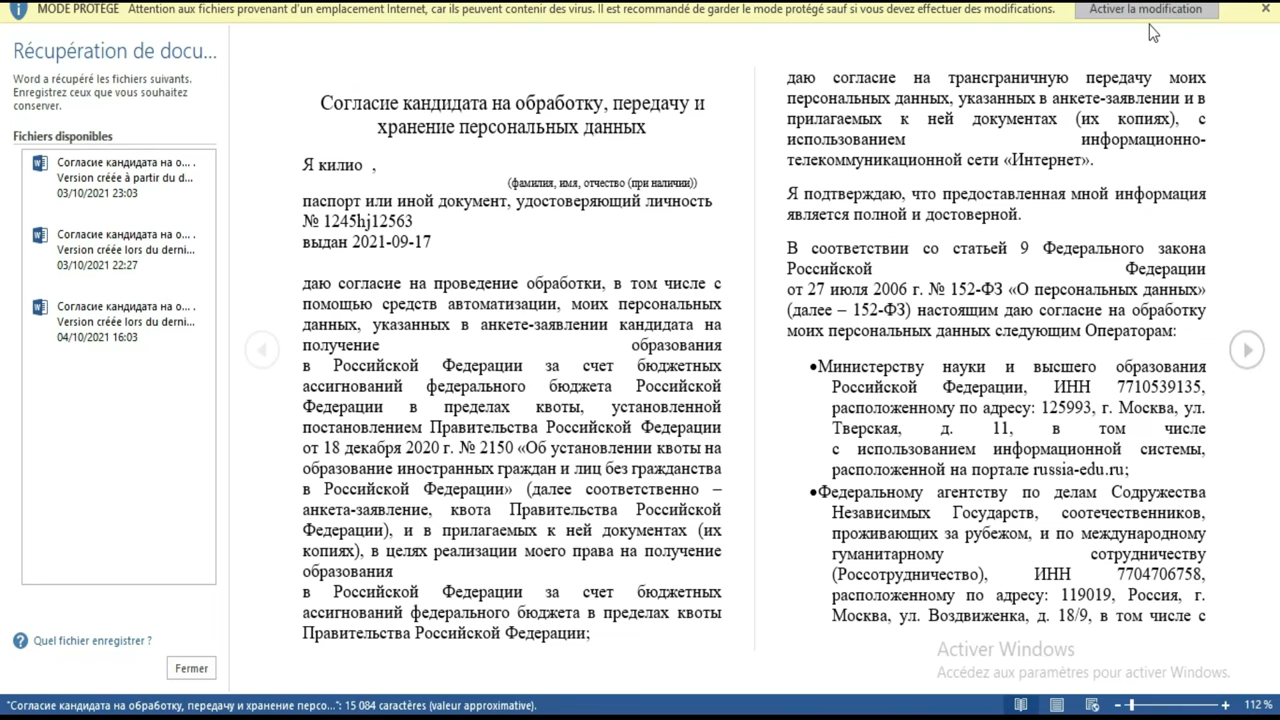 MODE PROTÉGÉ Attention aux fichiers provenant d'un emplacement Internet, car ils peuvent contenir des virus. Il est recommandé de garder le mode protégé sauf si vous devez effectuer des modifications. Activer la modification
Récupération de docu...
Word a récupéré les fichiers suivants.
Enregistrez ceux que vous souhaitez
conserver.
Fichiers disponibles
Согласие кандидата на о... .
Version créée à partir du d...
03/10/2021 23:03
Согласие кандидата на о... .
Version créée lors du derni...
03/10/2021 22:27
Согласие кандидата на о... .
Version créée lors du derni...
04/10/2021 16:03
Quel fichier enregistrer ?
Fermer
Согласие кандидата на обработку, передачу и
хранение персональных данных
Я килио ,
(фамилия, имя, отчество (при наличии))
паспорт или иной документ, удостоверяющий личность
№ 1245hj12563
выдан 2021-09-17
даю согласие на проведение обработки, в том числе с
помощью средств автоматизации, моих персональных
данных, указанных в анкете-заявлении кандидата на
получение образования
в Российской Федерации за счет бюджетных
ассигнований федерального бюджета Российской
Федерации в пределах квоты, установленной
постановлением Правительства Российской Федерации
от 18 декабря 2020 г. № 2150 «Об установлении квоты на
образование иностранных граждан и лиц без гражданства
в Российской Федерации» (далее соответственно –
анкета-заявление, квота Правительства Российской
Федерации), и в прилагаемых к ней документах (их
копиях), в целях реализации моего права на получение
образования
в Российской Федерации за счет бюджетных
ассигнований федерального бюджета в пределах квоты
Правительства Российской Федерации;
даю согласие на трансграничную передачу моих
персональных данных, указанных в анкете-заявлении и в
прилагаемых к ней документы (их копиях), с
использованием информационно-
телекоммуникационной сети «Интернет».
Я подтверждаю, что предоставленная мной информация
является полной и достоверной.
В соответствии со статьей 9 Федерального закона
Российской Федерации
от 27 июля 2006 г. № 152-ФЗ «О персональных данных»
(далее – 152-ФЗ) настоящим даю согласие на обработку
моих персональных данных следующим Операторам:
•Министерству науки и высшего образования
Российской Федерации, ИНН 7710539135,
расположенному по адресу: 125993, г. Москва, ул.
Тверская, д. 11, в том числе
с использованием информационной системы,
расположенной на портале russia-edu.ru;
•Федеральному агентству по делам Содружества
Независимых Государств, соотечественников,
проживающих за рубежом, и по международному
гуманитарному сотрудничеству
(Россотрудничество), ИНН 7704706758,
расположенному по адресу: 119019, Россия, г.
Москва, ул. Воздвиженка, д. 18/9, в том числе с
Activer Windows
Accédez aux paramètres pour activer Windows.
"Согласие кандидата на обработку, передачу и хранение персо...": 15 084 caractères (valeur approximative).
112 %